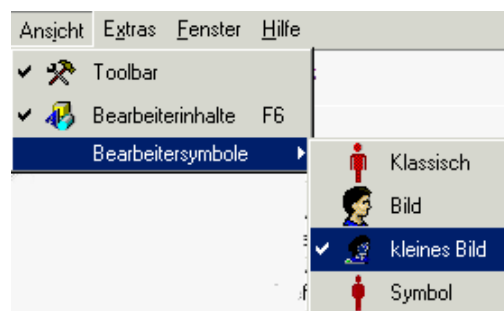 Ansicht Extras Fenster Hilfe
Toolbar
Bearbeiterinhalte F6
Bearbeitersymbole
Klassisch
Bild
kleines Bild
Symbol